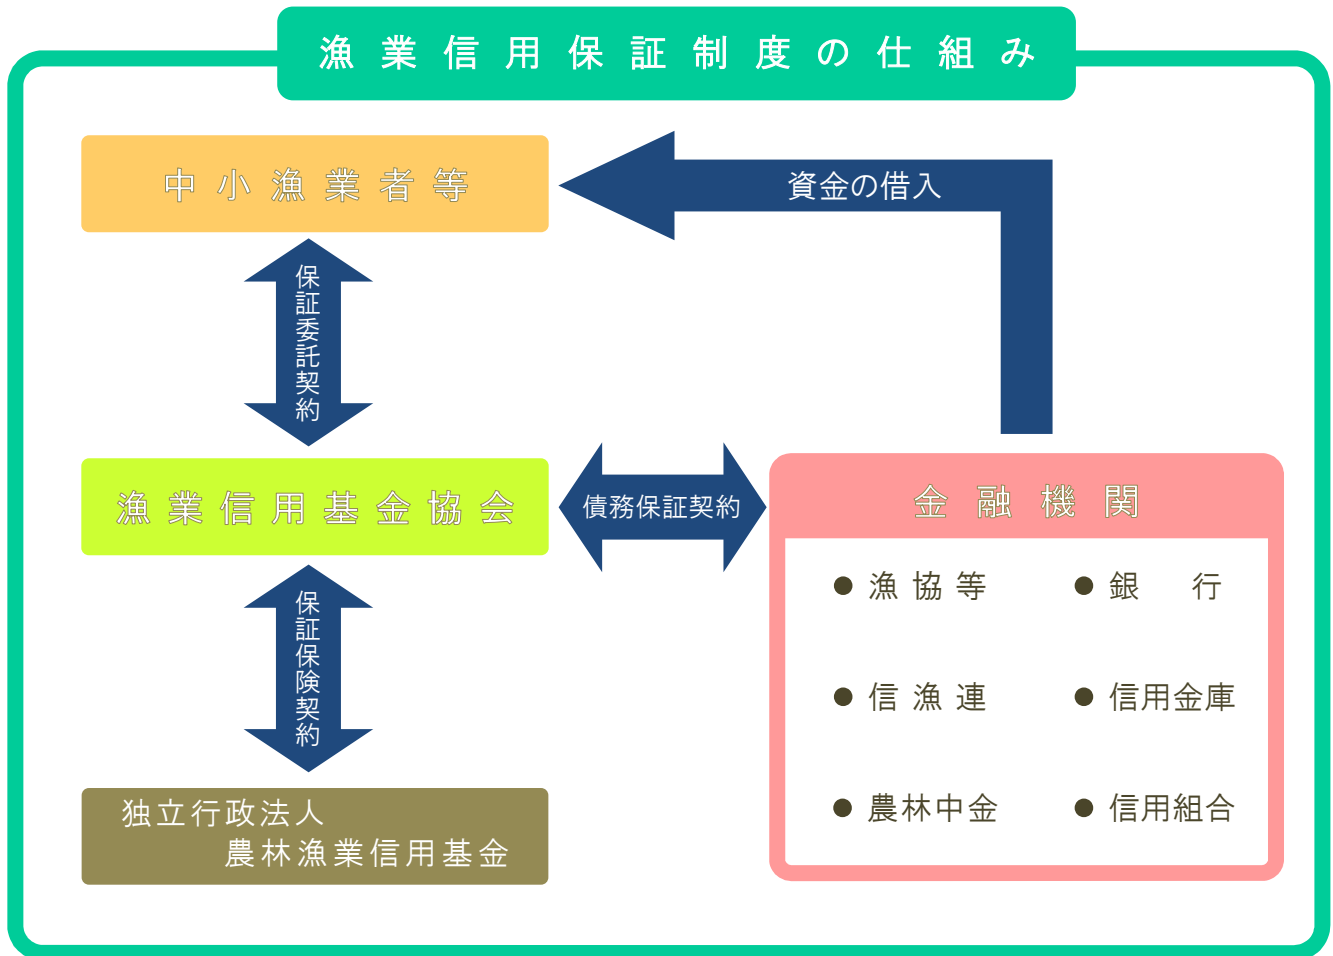 漁業信用保証制度の仕組み
中小漁業者等
資金の借入
保証委託契約
漁業信用基金協会
債務保証契約
金融機関
● 漁協等
● 銀行
● 信漁連
● 信用金庫
● 農林中金
● 信用組合
保証保険契約
独立行政法人
農林漁業信用基金